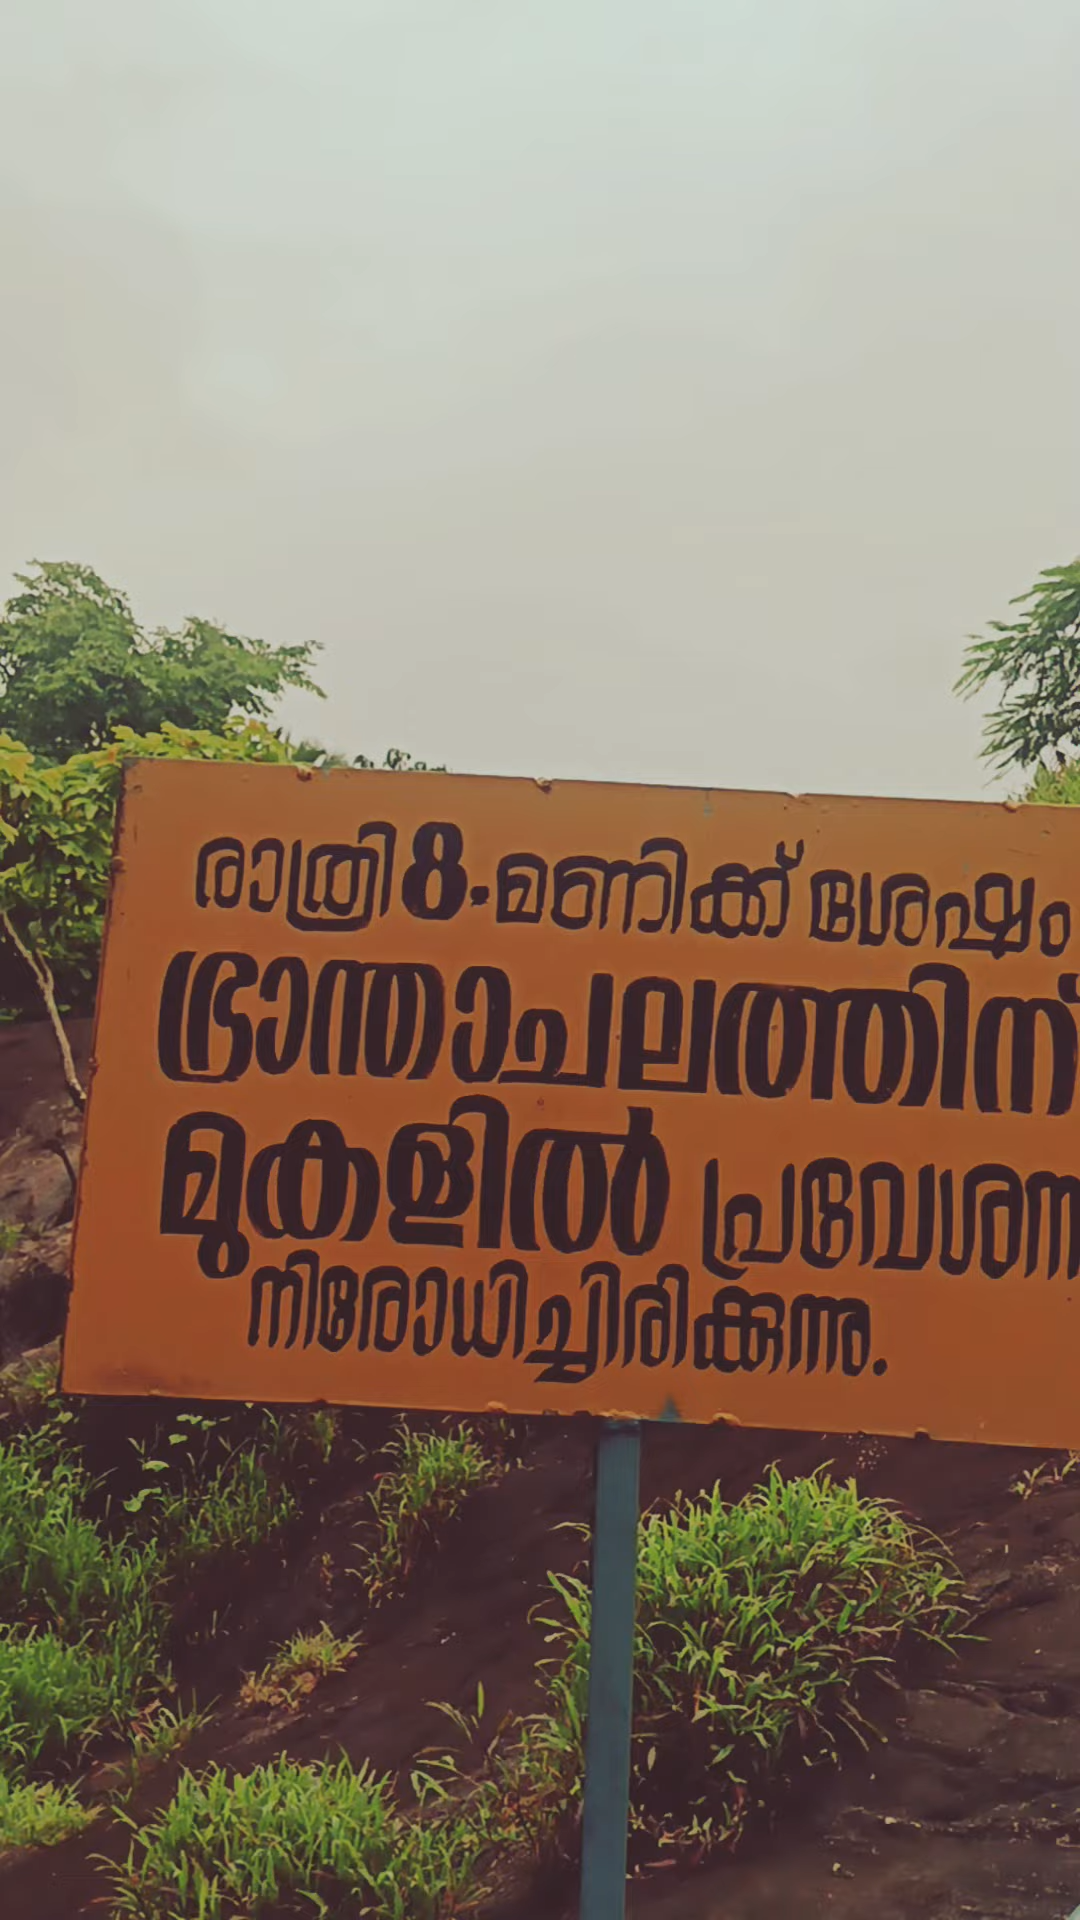 രാത്രി 8.മണിക്ക് ശേഷം
ഭ്രാന്താചലത്തിന്
മുകളിൽ പ്രവേശന
നിരോധിച്ചിരിക്കുന്നു.